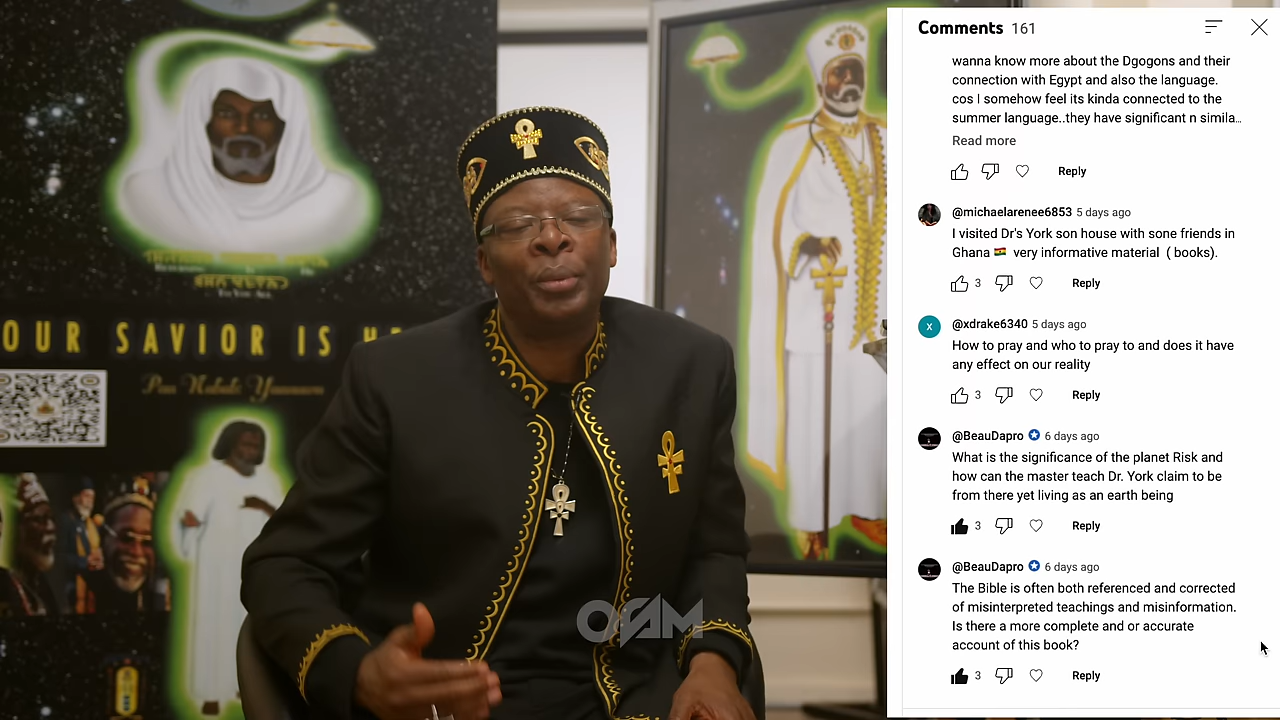 OUR SAVIOR IS HE
OSAM
Comments 161
wanna know more about the Dgogons and their
connection with Egypt and also the language.
cos I somehow feel its kinda connected to the
summer language..they have significant n simila...
Read more
Reply
@michaelarenee6853 5 days ago
I visited Dr's York son house with sone friends in
Ghana 🇬🇭 very informative material ( books).
3 Reply
X
@xdrake6340 5 days ago
How to pray and who to pray to and does it have
any effect on our reality
3 Reply
@BeauDapro 6 days ago
What is the significance of the planet Risk and
how can the master teach Dr. York claim to be
from there yet living as an earth being
3 Reply
@BeauDapro 6 days ago
The Bible is often both referenced and corrected
of misinterpreted teachings and misinformation.
Is there a more complete and or accurate
account of this book?
3 Reply